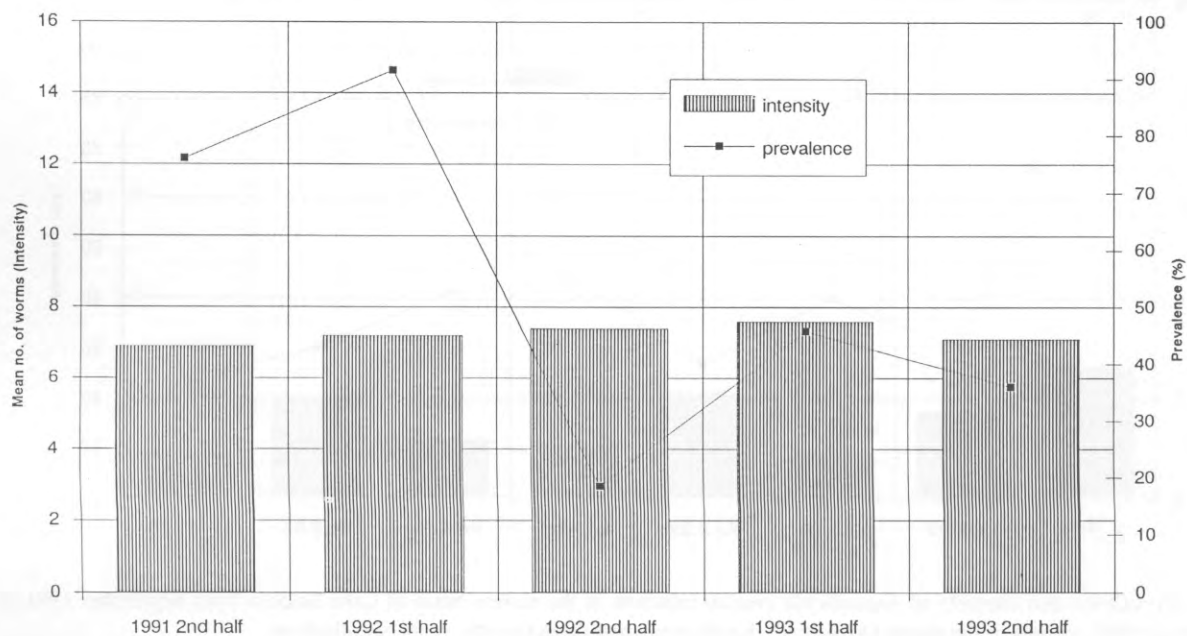 16
14
12
10
8
6
4
2
0
Mean no. of worms (Intensity)
100
90
80
70
60
50
40
30
20
10
0
Prevalence (%)
intensity
prevalence
1991 2nd half
1992 1st half
1992 2nd half
1993 1st half
1993 2nd half